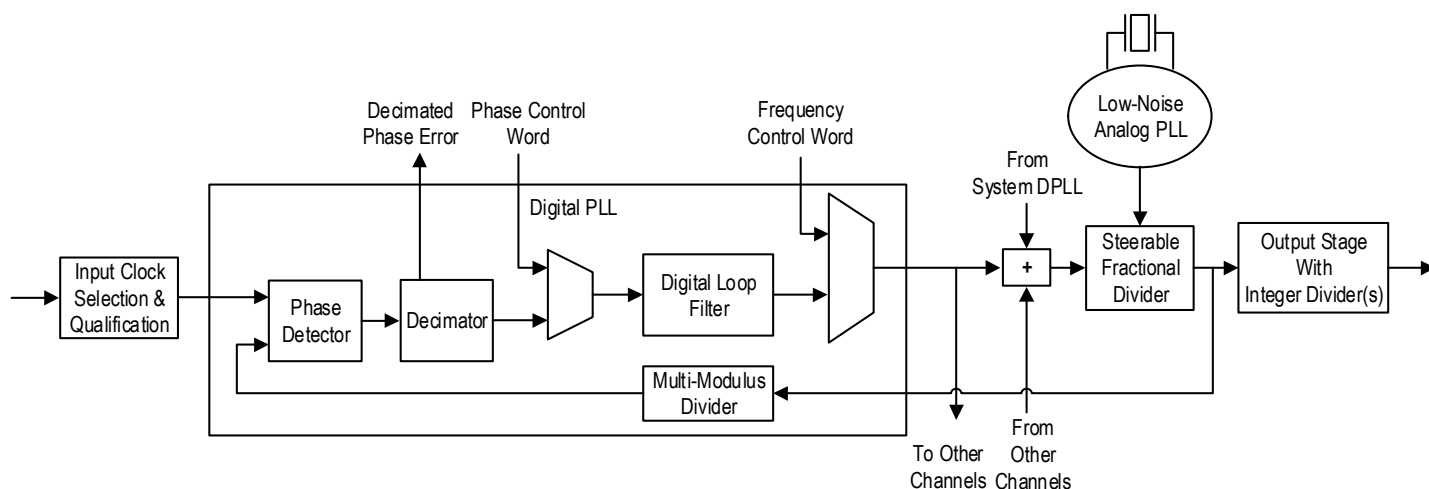 Low-Noise
Analog PLL
Decimated
Phase Error
Phase Control
Word
Frequency
Control Word
From
System DPLL
Digital PLL
Input Clock
Selection &
Qualification
Phase
Detector
Decimator
Digital Loop
Filter
+
Steerable
Fractional
Divider
Output Stage
With
Integer Divider(s)
Multi-Modulus
Divider
To Other
Channels
From
Other
Channels